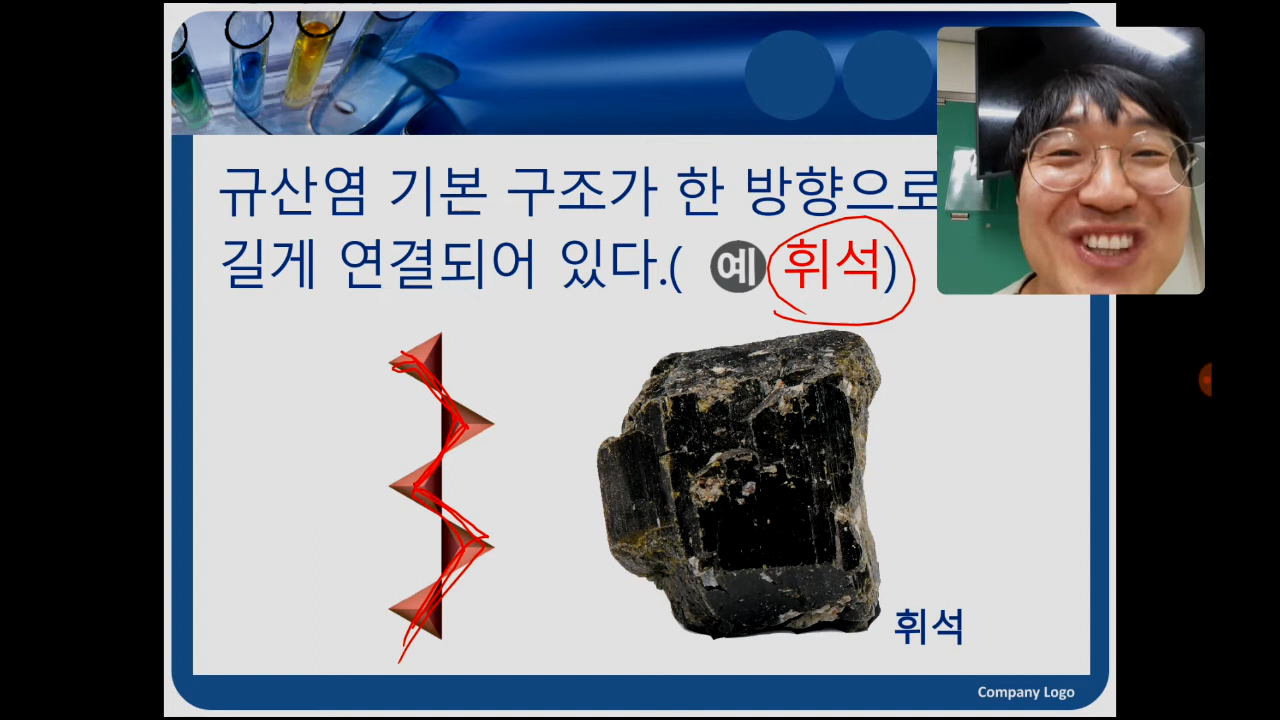 규산염 기본 구조가 한 방향으로
길게 연결되어 있다.( 예 휘석)
휘석
Company Logo